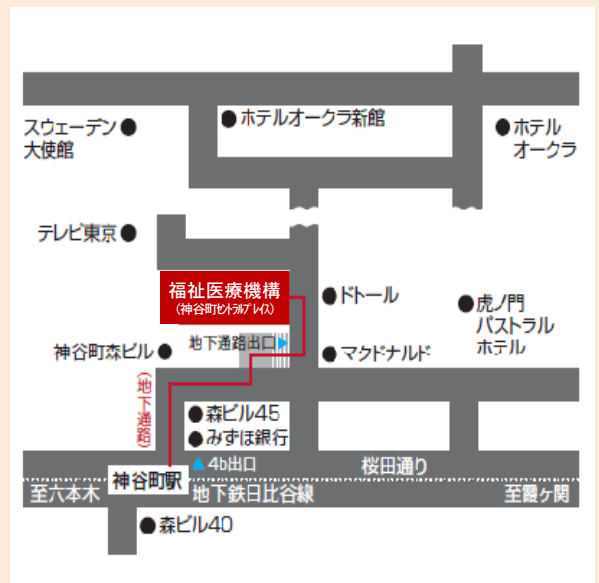 スウェーデン
大使館
ホテルオークラ新館
ホテル
オークラ
テレビ東京
福祉医療機構
(神谷町セントラルプレイス)
ドトール
虎ノ門
パストラル
ホテル
地下通路出口
神谷町森ビル
マクドナルド
(地下通路)
森ビル45
みずほ銀行
4b出口
桜田通り
神谷町駅
至六本木
地下鉄日比谷線
至霞ヶ関
森ビル40